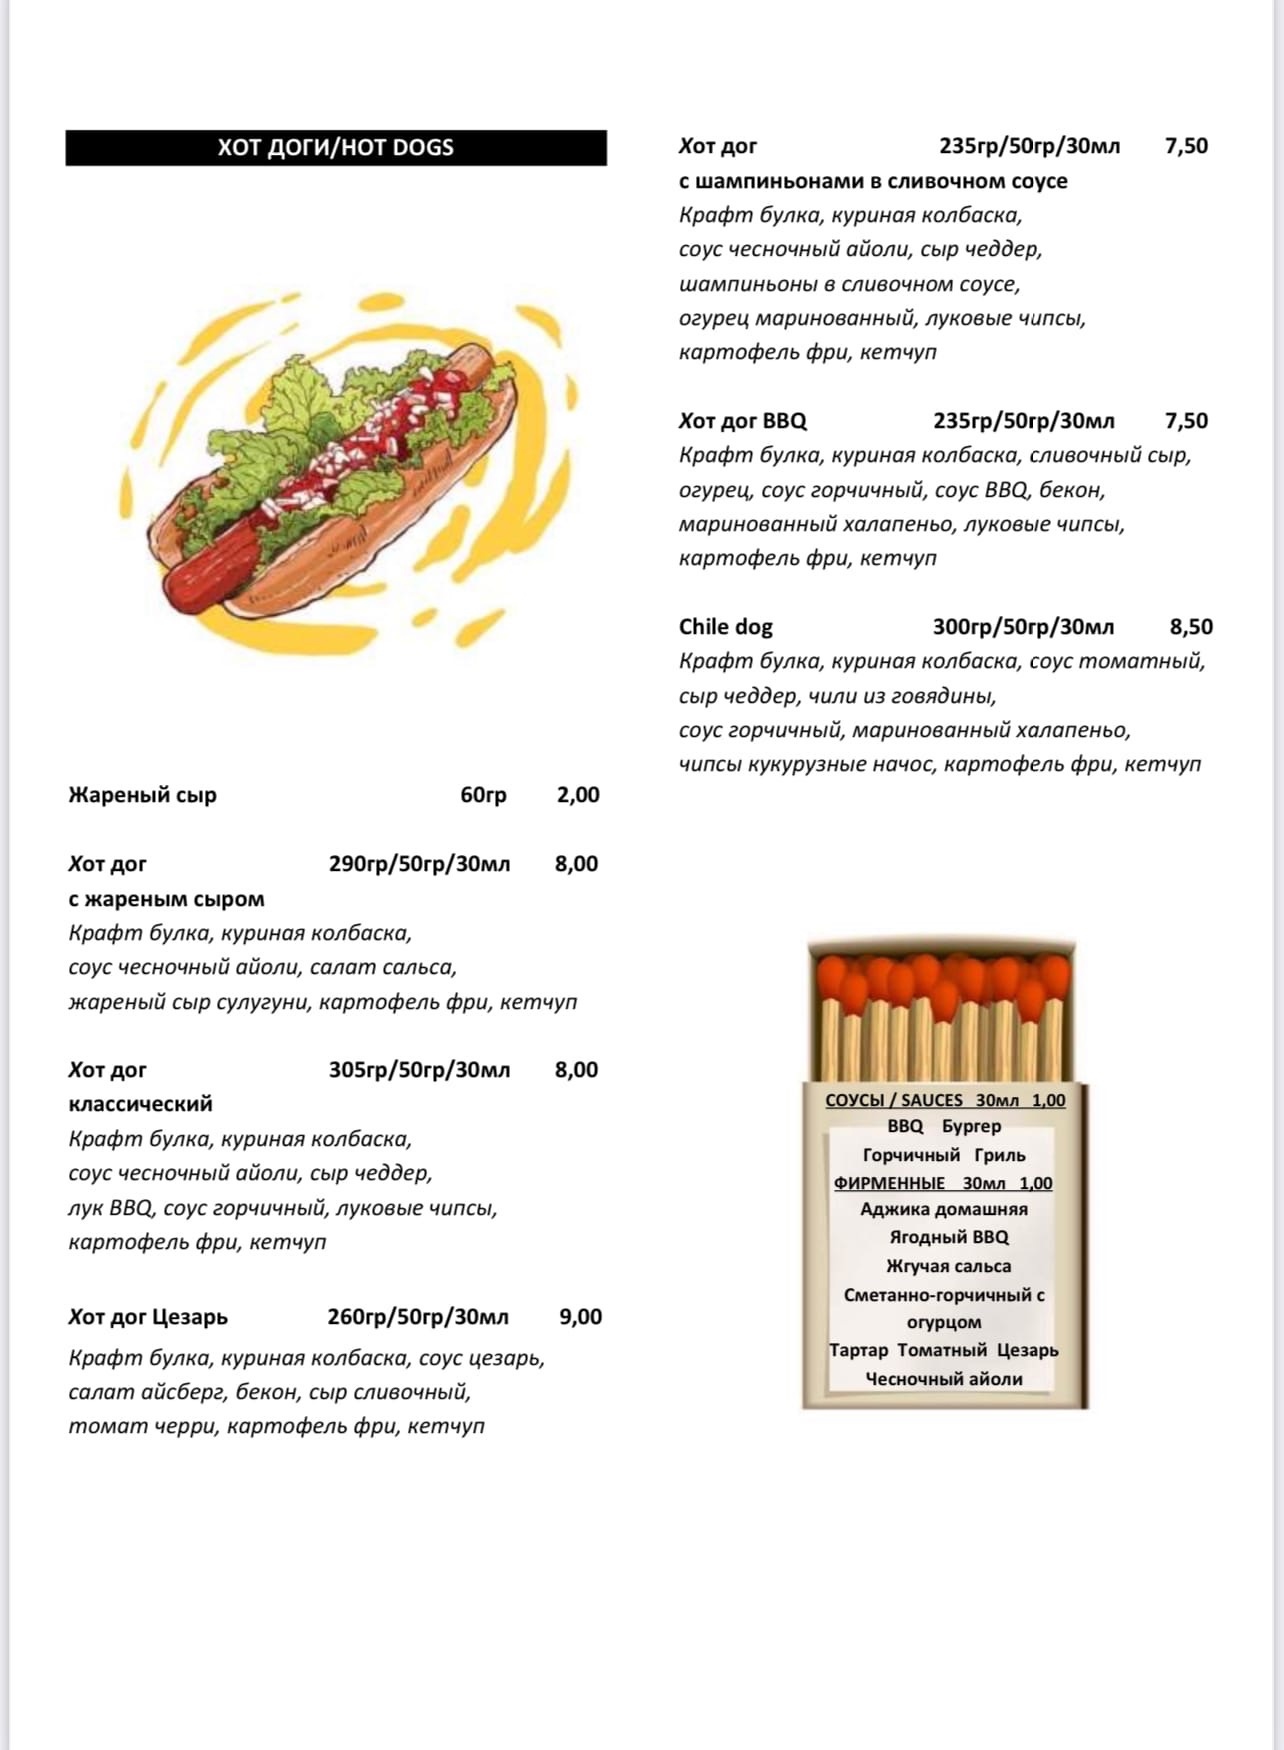 ХОТ ДОГИ/HOT DOGS
Жареный сыр 60гр 2,00
Хот дог 290гр/50гр/30мл 8,00
с жареным сыром
Крафт булка, куриная колбаска,
соус чесночный айоли, салат сальса,
жареный сыр сулугуни, картофель фри, кетчуп
Хот дог 305гр/50гр/30мл 8,00
классический
Крафт булка, куриная колбаска,
соус чесночный айоли, сыр чеддер,
лук BBQ, соус горчичный, луковые чипсы,
картофель фри, кетчуп
Хот дог Цезарь 260гр/50гр/30мл 9,00
Крафт булка, куриная колбаска, соус цезарь,
салат айсберг, бекон, сыр сливочный,
томат черри, картофель фри, кетчуп
Хот дог 235гр/50гр/30мл 7,50
с шампиньонами в сливочном соусе
Крафт булка, куриная колбаска,
соус чесночный айоли, сыр чеддер,
шампиньоны в сливочном соусе,
огурец маринованный, луковые чипсы,
картофель фри, кетчуп
Хот дог BBQ 235гр/50гр/30мл 7,50
Крафт булка, куриная колбаска, сливочный сыр,
огурец, соус горчичный, соус BBQ, бекон,
маринованный халапеньо, луковые чипсы,
картофель фри, кетчуп
Chile dog 300гр/50гр/30мл 8,50
Крафт булка, куриная колбаска, соус томатный,
сыр чеддер, чили из говядины,
соус горчичный, маринованный халапеньо,
чипсы кукурузные начос, картофель фри, кетчуп
СОУСЫ / SAUCES 30мл 1,00
BBQ Бургер
Горчичный Гриль
ФИРМЕННЫЕ 30мл 1,00
Аджика домашняя
Ягодный BBQ
Жгучая сальса
Сметанно-горчичный с
огурцом
Тартар Томатный Цезарь
Чесночный айоли